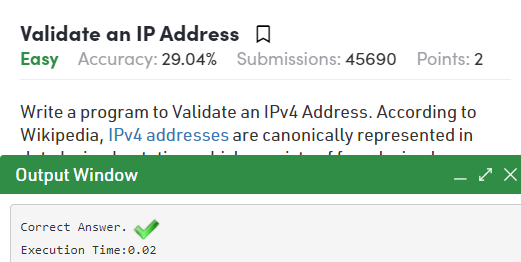 Validate an IP Address
Easy Accuracy: 29.04% Submissions: 45690 Points: 2
Write a program to Validate an IPv4 Address. According to
Wikipedia, IPv4 addresses are canonically represented in
Output Window
Correct Answer.
Execution Time:0.02